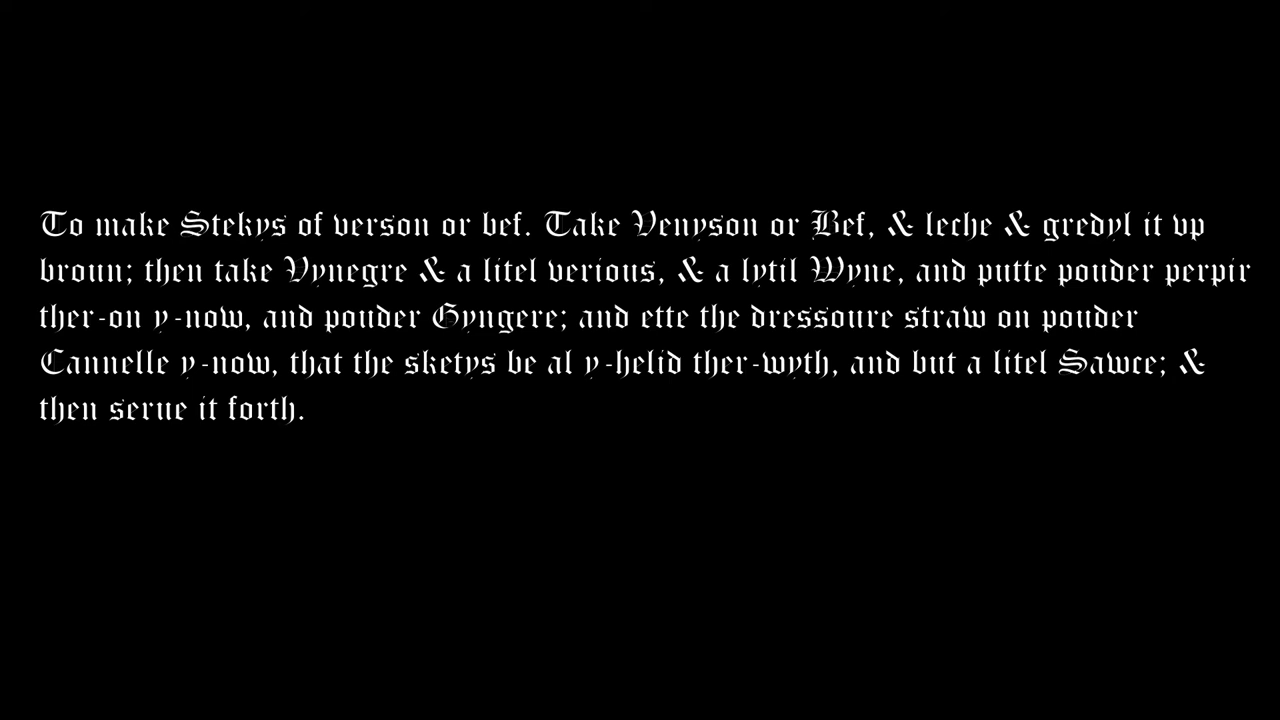 To make Stekys of verson or bef. Take Venyson or Bef, & leche & gredyl it vp
broun; then take Vynegre & a litel verious, & a lytil Wyne, and putte pouder perpir
ther-on y-now, and pouder Gyngere; and ette the dressoure straw on pouder
Cannelle y-now, that the sketys be al y-helid ther-wyth, and but a litel Sawce; &
then serue it forth.